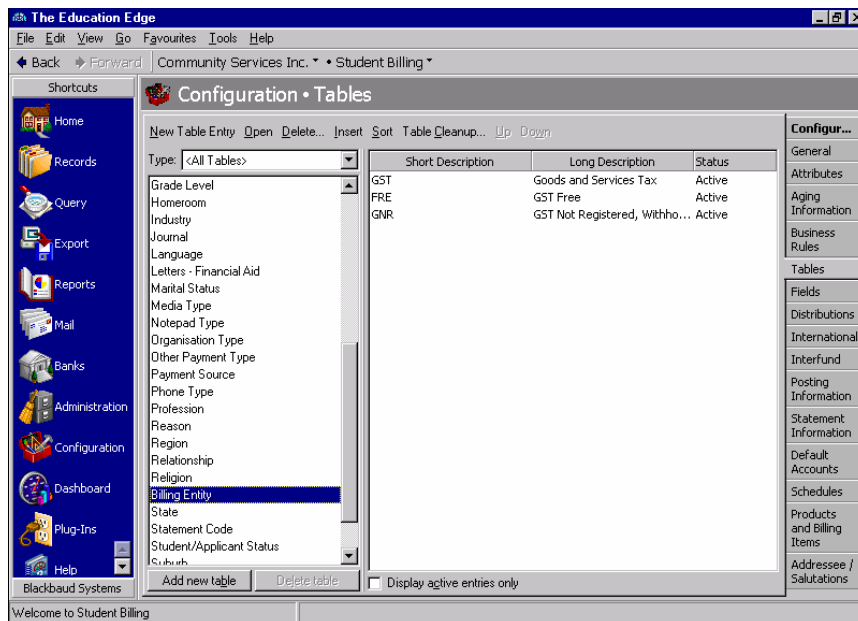 The Education Edge
File Edit View Go Favourites Tools Help
Back Forward Community Services Inc. • Student Billing
Shortcuts
Home
Records
Query
Export
Reports
Mail
Banks
Administration
Configuration
Dashboard
Plug-Ins
Help
Blackbaud Systems
Configuration • Tables
New Table Entry Open Delete... Insert Sort Table Cleanup... Up Down
Type: <All Tables>
Grade Level
Homeroom
Industry
Journal
Language
Letters - Financial Aid
Marital Status
Media Type
Notepad Type
Organisation Type
Other Payment Type
Payment Source
Phone Type
Profession
Reason
Region
Relationship
Religion
Billing Entity
State
Statement Code
Student/Applicant Status
Suburb
Add new table Delete table
Short Description Long Description Status
GST Goods and Services Tax Active
FRE GST Free Active
GNR GST Not Registered, Withho... Active
Display active entries only
Configur...
General
Attributes
Aging
Information
Business
Rules
Tables
Fields
Distributions
International
Interfund
Posting
Information
Statement
Information
Default
Accounts
Schedules
Products
and Billing
Items
Addressee /
Salutations
Welcome to Student Billing